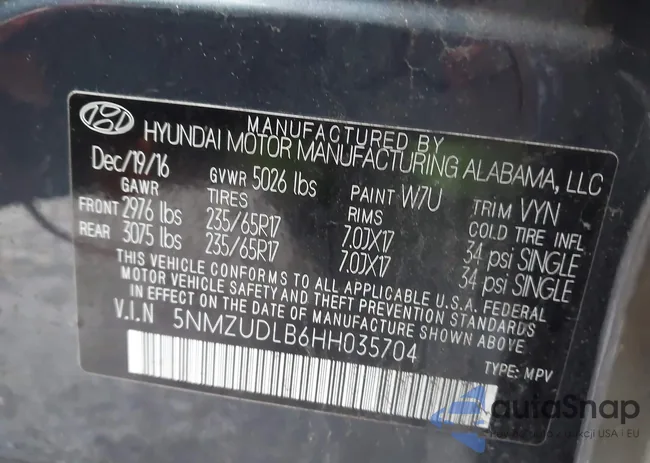 MANUFACTURED BY
HYUNDAI MOTOR MANUFACTURING ALABAMA, LLC
Dec/19/16 GVWR 5026 lbs PAINT W7U TRIM VYN
GAWR TIRES RIMS COLD TIRE INFL
FRONT 2976 lbs 235/65R17 7.0JX17 34 psi SINGLE
REAR 3075 lbs 235/65R17 7.0JX17 34 psi SINGLE
THIS VEHICLE CONFORMS TO ALL APPLICABLE U.S.A. FEDERAL
MOTOR VEHICLE SAFETY AND THEFT PREVENTION STANDARDS
IN EFFECT ON THE DATE OF MANUFACTURE SHOWN ABOVE.
V.I.N 5NMZUDLB6HH035704
TYPE: MPV
autoSnap
USA i EU